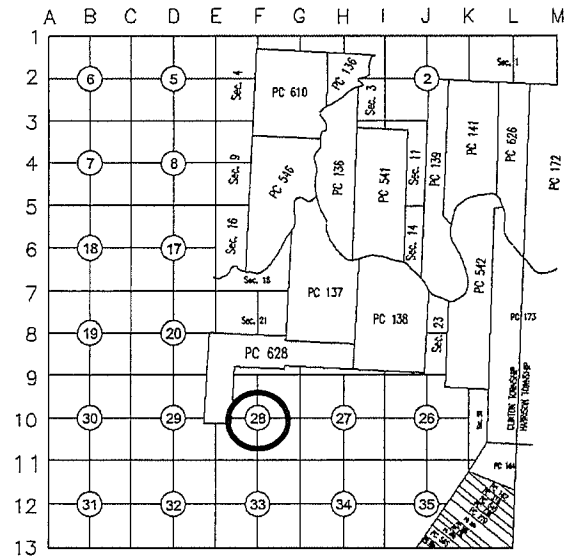 A B C D E F G H I J K L M
1
Sec. 1
2
6
5
Sec. 4
PC 610
PC 136
Sec. 3
2
3
PC 141
PC 626
4
7
8
Sec. 9
PC 546
PC 136
PC 541
Sec. 11
PC 139
PC 172
5
Sec. 16
Sec. 14
6
18
17
PC 542
7
PC 137
Sec. 21
PC 138
Sec. 23
PC 173
8
19
20
PC 628
9
CLINTON TOWNSHIP
HARRISON TOWNSHIP
10
30
29
28
27
26
11
12
31
32
33
34
35
13